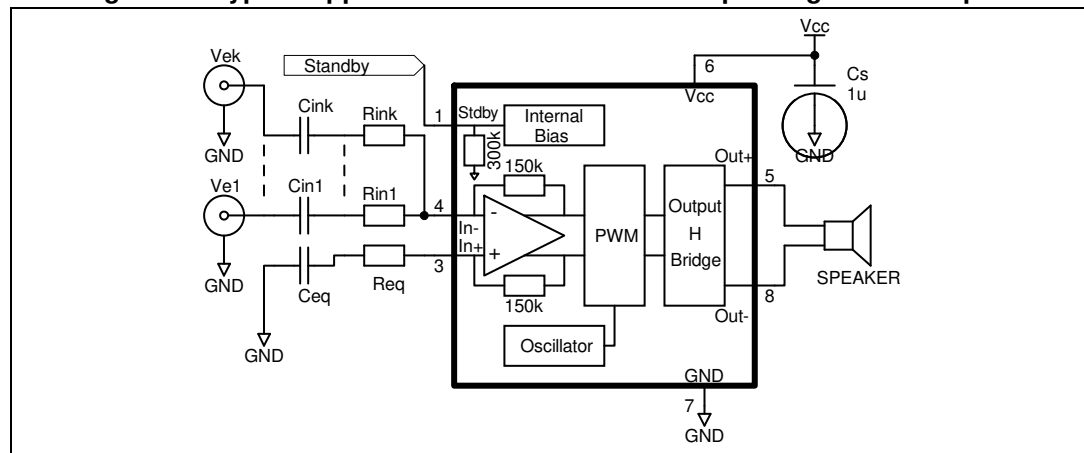 Vek
GND
Cink
Rink
Standby
Ve1
GND
Cin1
Rin1
Ceq
Req
GND
1
4
3
Stdby
300k
Internal
Bias
150k
In-
In+
-
+
150k
PWM
Oscillator
Output
H
Bridge
Out+
Out-
Vcc
6
Vcc
Cs
1u
GND
5
8
SPEAKER
GND
7
GND